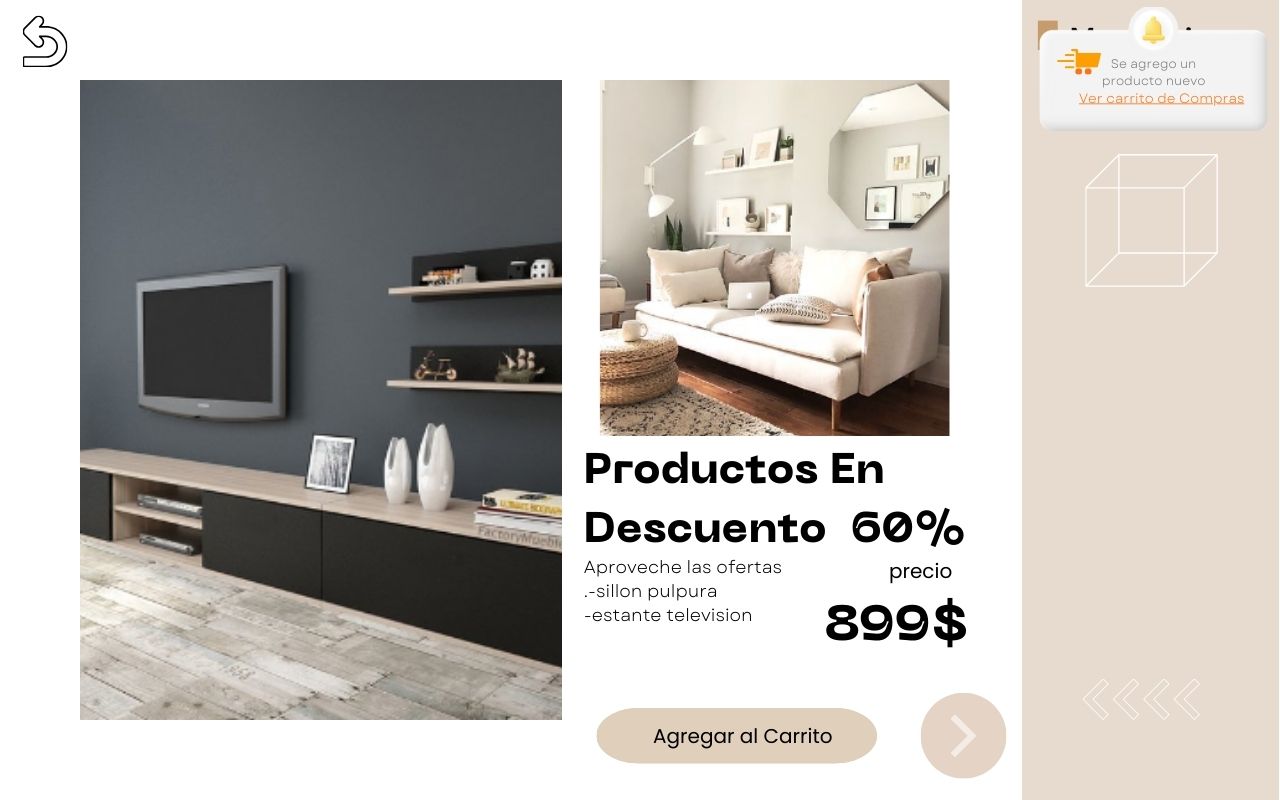 Se agrego un
producto nuevo
Ver carrito de Compras
FactoryMueble
Productos En
Descuento 60%
Aproveche las ofertas
.-sillon pulpura
-estante television
precio
899$
Agregar al Carrito